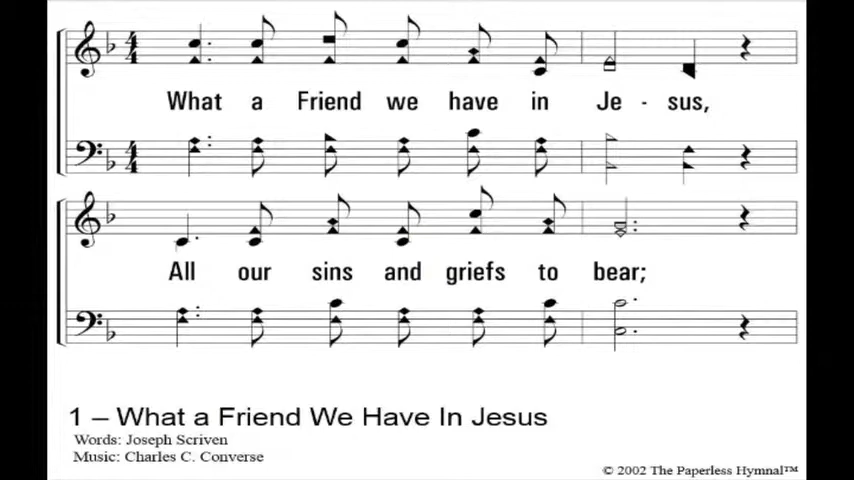 What a Friend we have in Je - sus,
All our sins and griefs to bear;
1 – What a Friend We Have In Jesus
Words: Joseph Scriven
Music: Charles C. Converse
© 2002 The Paperless Hymnal™